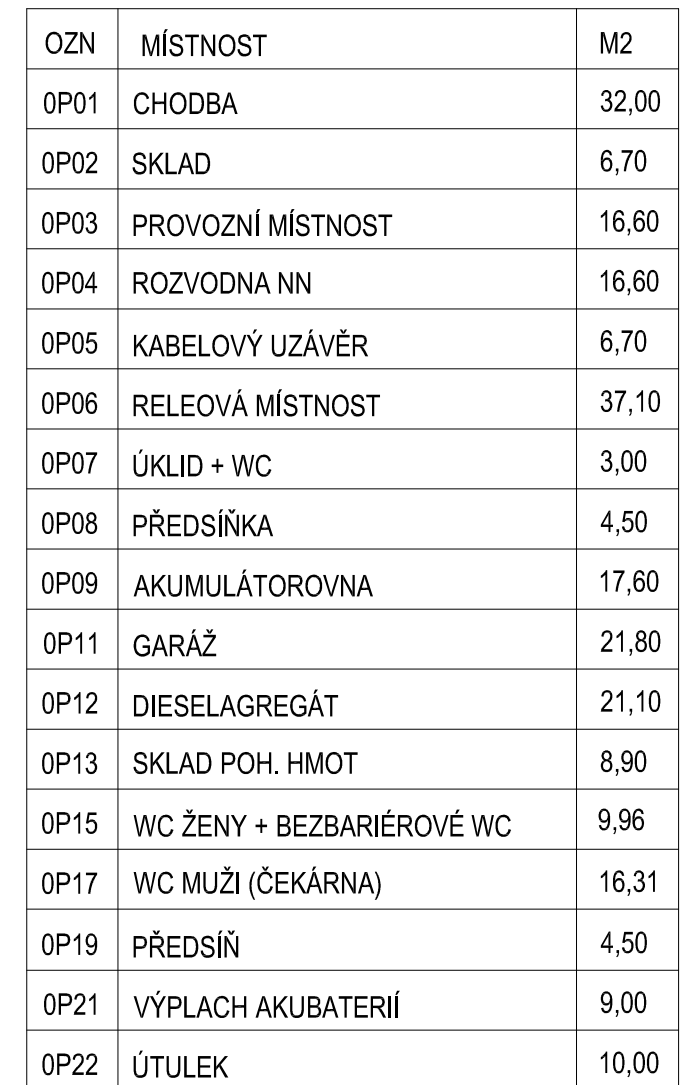 OZN MÍSTNOST M2
0P01 CHODBA 32,00
0P02 SKLAD 6,70
0P03 PROVOZNÍ MÍSTNOST 16,60
0P04 ROZVODNA NN 16,60
0P05 KABELOVÝ UZÁVĚR 6,70
0P06 RELEOVÁ MÍSTNOST 37,10
0P07 ÚKLID + WC 3,00
0P08 PŘEDSÍŇKA 4,50
0P09 AKUMULÁTOROVNA 17,60
0P11 GARÁŽ 21,80
0P12 DIESELAGREGÁT 21,10
0P13 SKLAD POH. HMOT 8,90
0P15 WC ŽENY + BEZBARIÉROVÉ WC 9,96
0P17 WC MUŽI (ČEKÁRNA) 16,31
0P19 PŘEDSÍŇ 4,50
0P21 VÝPLACH AKUBATERIÍ 9,00
0P22 ÚTULEK 10,00